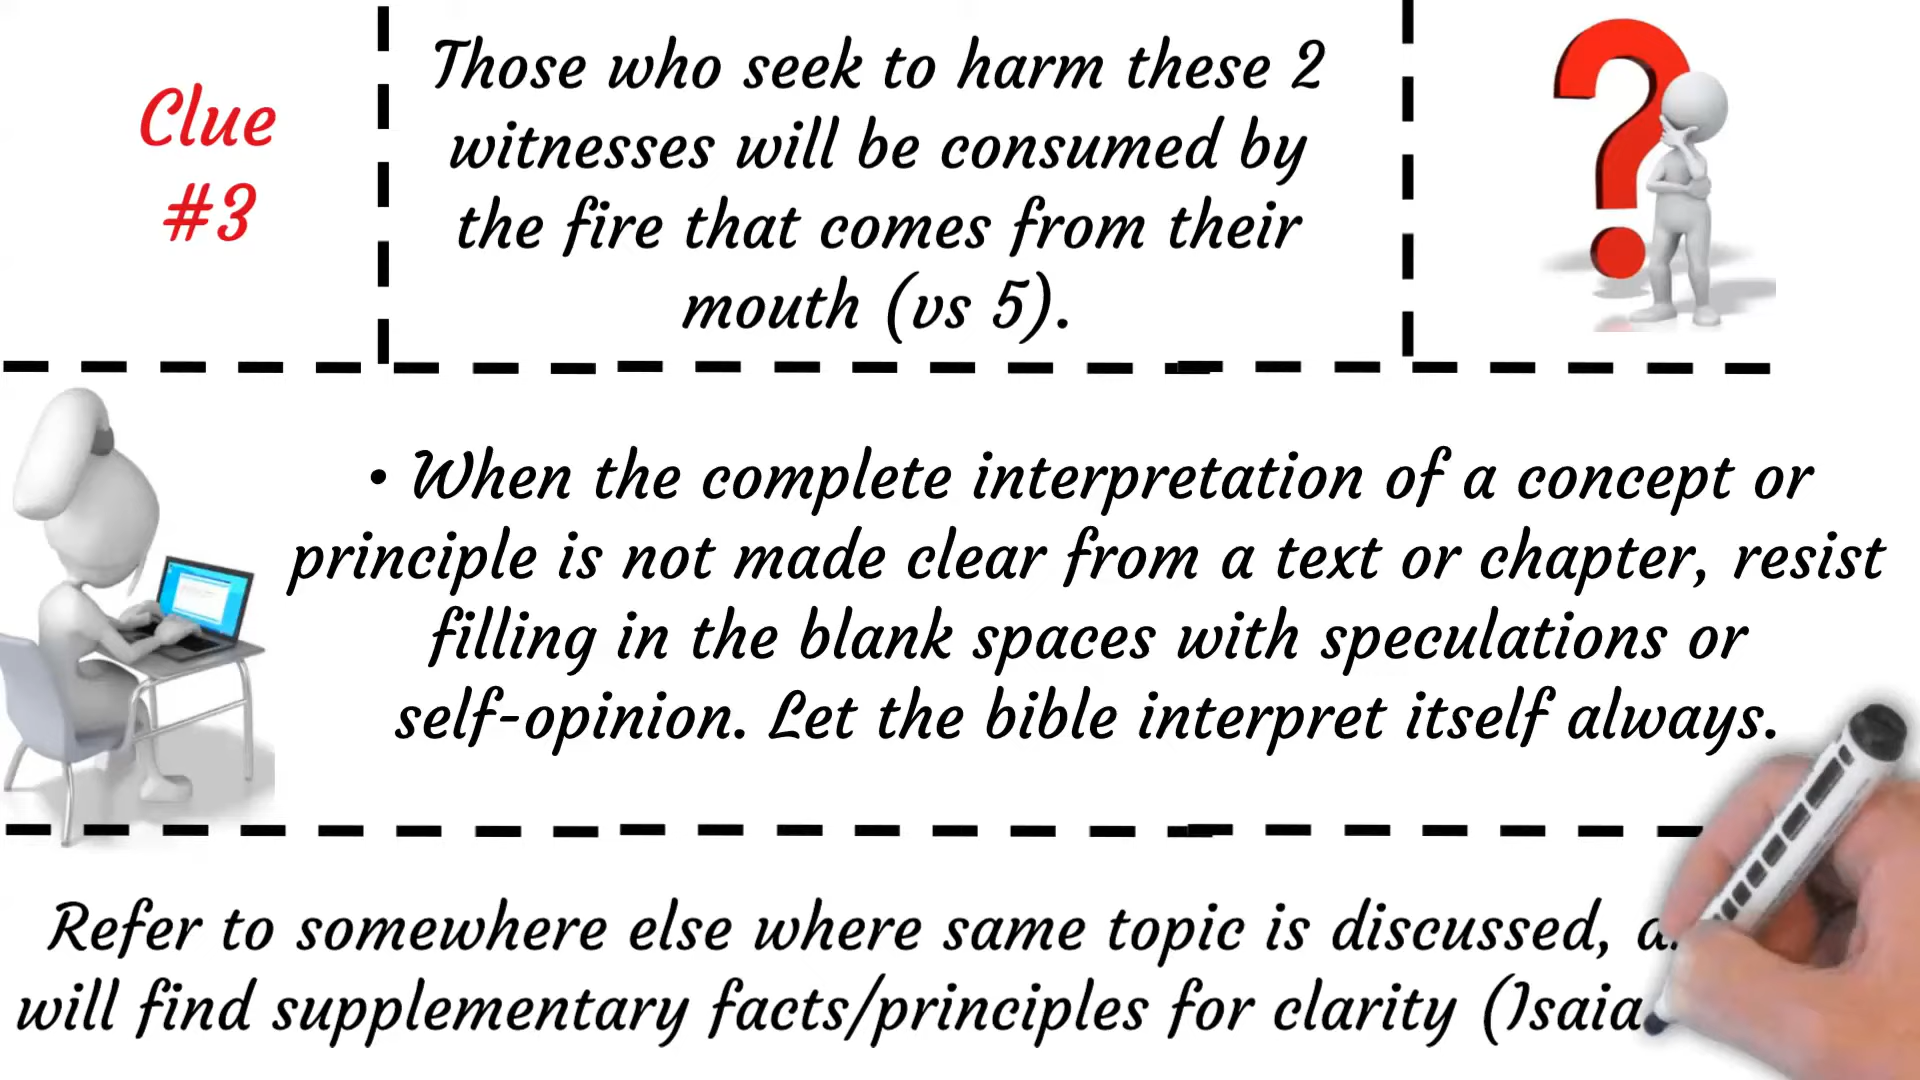 Clue
#3
Those who seek to harm these 2
witnesses will be consumed by
the fire that comes from their
mouth (vs 5).
• When the complete interpretation of a concept or
principle is not made clear from a text or chapter, resist
filling in the blank spaces with speculations or
self-opinion. Let the bible interpret itself always.
Refer to somewhere else where same topic is discussed,
will find supplementary facts/principles for clarity (Isaia